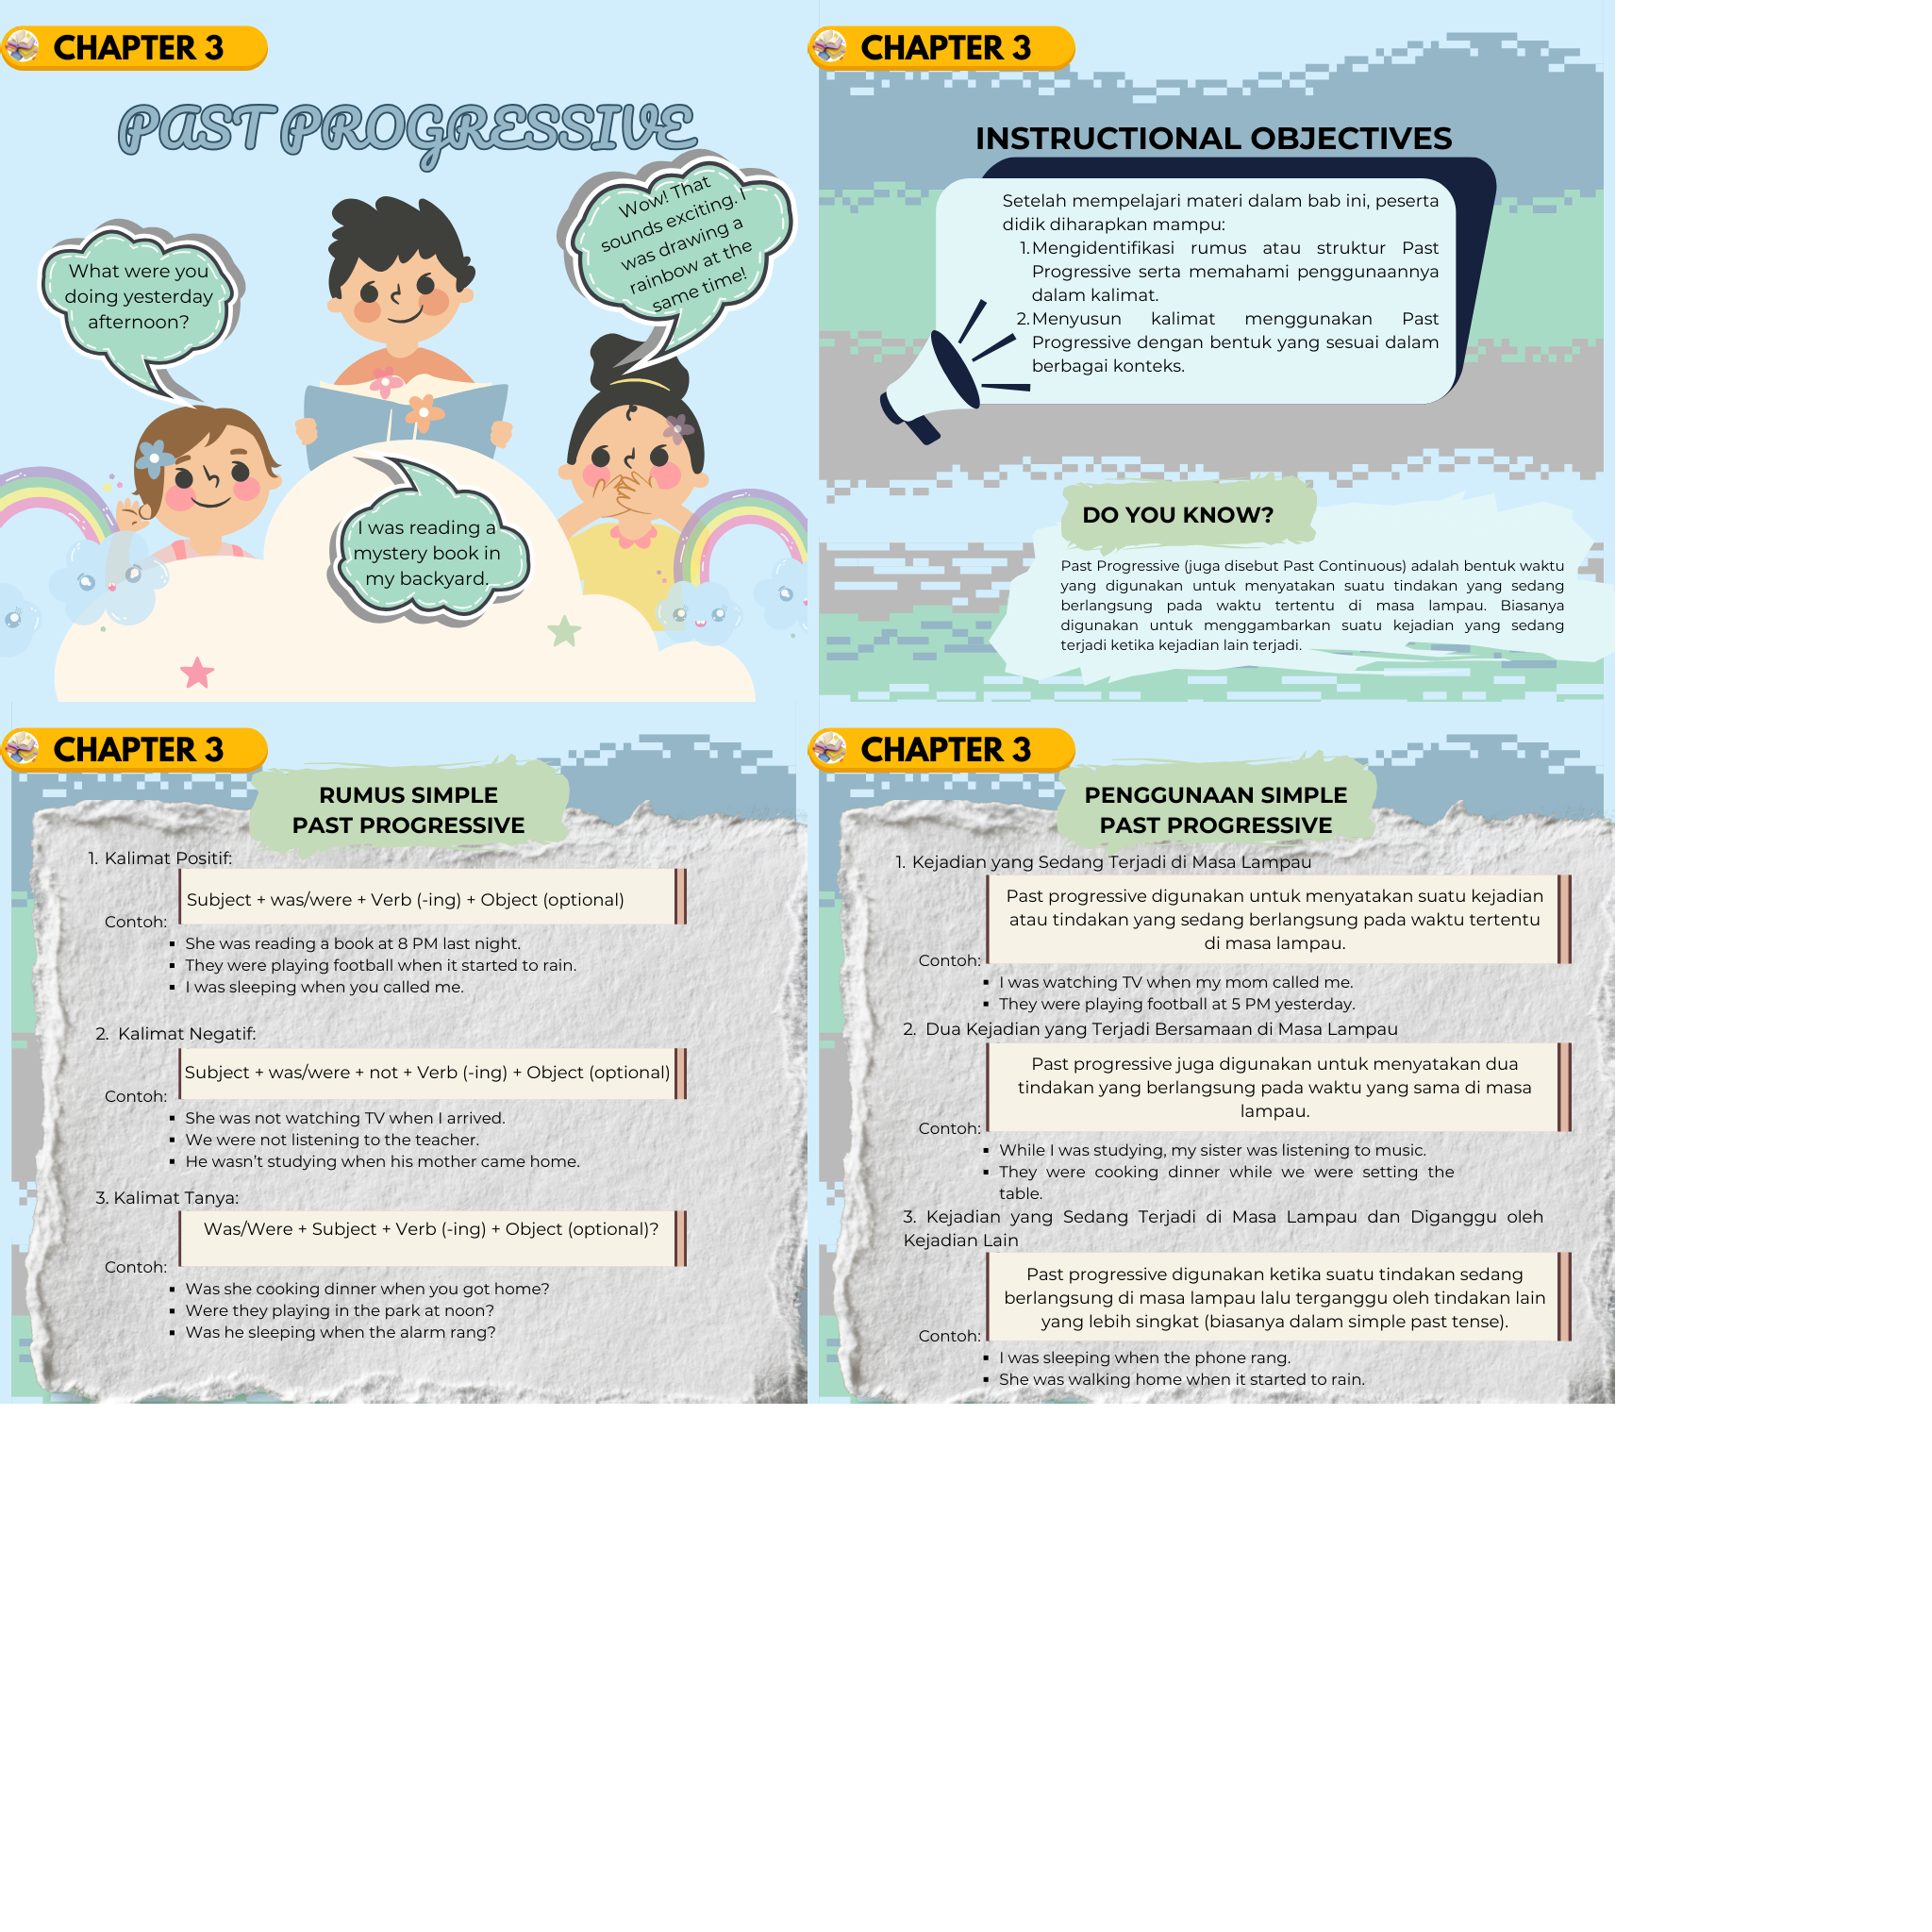 CHAPTER 3
PAST PROGRESSIVE
What were you
doing yesterday
afternoon?
Wow! That
sounds exciting. I
was drawing a
rainbow at the
same time!
I was reading a
mystery book in
my backyard.
CHAPTER 3
INSTRUCTIONAL OBJECTIVES
Setelah mempelajari materi dalam bab ini, peserta
didik diharapkan mampu:
1. Mengidentifikasi rumus atau struktur Past
Progressive serta memahami penggunaannya
dalam kalimat.
2. Menyusun kalimat menggunakan Past
Progressive dengan bentuk yang sesuai dalam
berbagai konteks.
DO YOU KNOW?
Past Progressive (juga disebut Past Continuous) adalah bentuk waktu
yang digunakan untuk menyatakan suatu tindakan yang sedang
berlangsung pada waktu tertentu di masa lampau. Biasanya
digunakan untuk menggambarkan suatu kejadian yang sedang
terjadi ketika kejadian lain terjadi.
CHAPTER 3
RUMUS SIMPLE
PAST PROGRESSIVE
1. Kalimat Positif:
Subject + was/were + Verb (-ing) + Object (optional)
Contoh:
▪ She was reading a book at 8 PM last night.
▪ They were playing football when it started to rain.
▪ I was sleeping when you called me.
2. Kalimat Negatif:
Subject + was/were + not + Verb (-ing) + Object (optional)
Contoh:
▪ She was not watching TV when I arrived.
▪ We were not listening to the teacher.
▪ He wasn't studying when his mother came home.
3. Kalimat Tanya:
Was/Were + Subject + Verb (-ing) + Object (optional)?
Contoh:
▪ Was she cooking dinner when you got home?
▪ Were they playing in the park at noon?
▪ Was he sleeping when the alarm rang?
CHAPTER 3
PENGGUNAAN SIMPLE
PAST PROGRESSIVE
1. Kejadian yang Sedang Terjadi di Masa Lampau
Past progressive digunakan untuk menyatakan suatu kejadian
atau tindakan yang sedang berlangsung pada waktu tertentu
di masa lampau.
Contoh:
▪ I was watching TV when my mom called me.
▪ They were playing football at 5 PM yesterday.
2. Dua Kejadian yang Terjadi Bersamaan di Masa Lampau
Past progressive juga digunakan untuk menyatakan dua
tindakan yang berlangsung pada waktu yang sama di masa
lampau.
Contoh:
▪ While I was studying, my sister was listening to music.
▪ They were cooking dinner while we were setting the
table.
3. Kejadian yang Sedang Terjadi di Masa Lampau dan Diganggu oleh
Kejadian Lain
Past progressive digunakan ketika suatu tindakan sedang
berlangsung di masa lampau lalu terganggu oleh tindakan lain
yang lebih singkat (biasanya dalam simple past tense).
Contoh:
▪ I was sleeping when the phone rang.
▪ She was walking home when it started to rain.